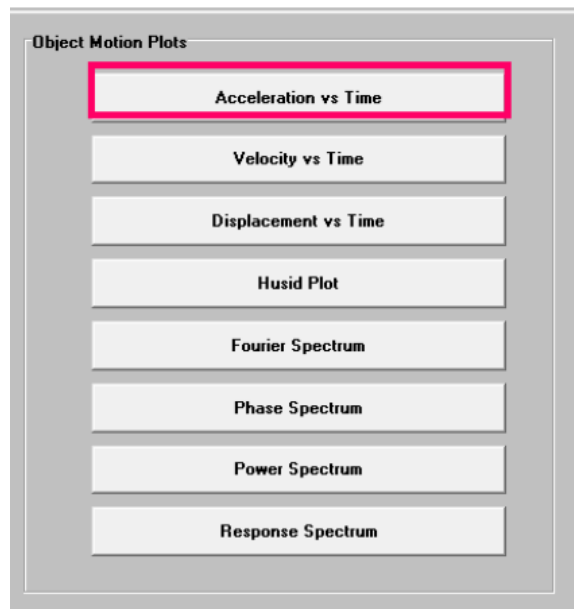 Object Motion Plots
Acceleration vs Time
Velocity vs Time
Displacement vs Time
Husid Plot
Fourier Spectrum
Phase Spectrum
Power Spectrum
Response Spectrum